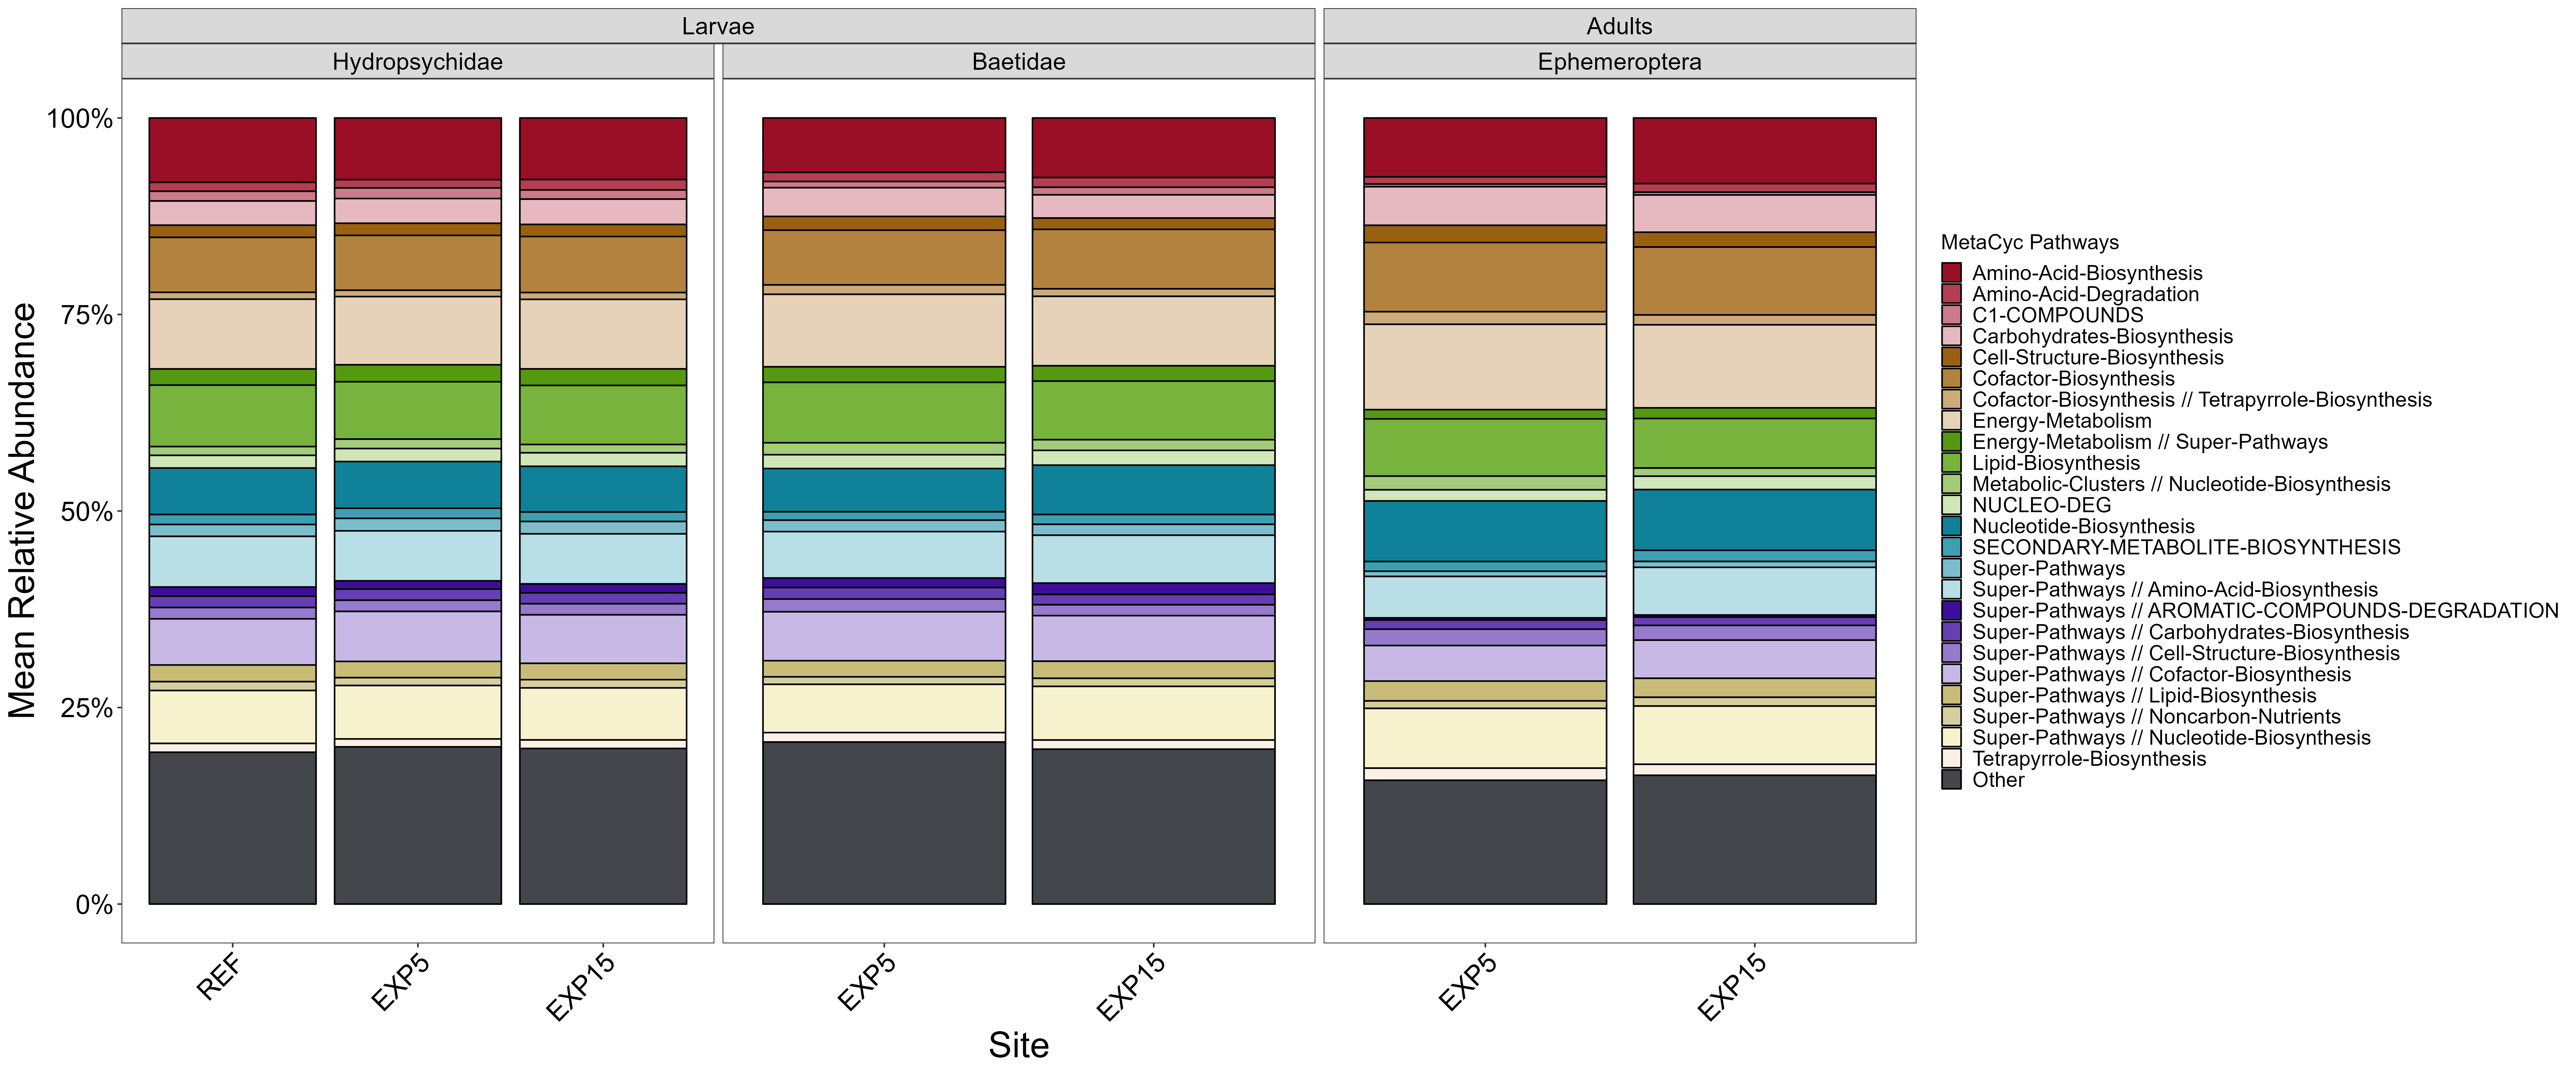 Larvae
Adults
Hydropsychidae
Baetidae
Ephemeroptera
Mean Relative Abundance
100%
75%
50%
25%
0%
REF
EXP5
EXP15
EXP5
EXP15
EXP5
EXP15
Site
MetaCyc Pathways
Amino-Acid-Biosynthesis
Amino-Acid-Degradation
C1-COMPOUNDS
Carbohydrates-Biosynthesis
Cell-Structure-Biosynthesis
Cofactor-Biosynthesis
Cofactor-Biosynthesis // Tetrapyrrole-Biosynthesis
Energy-Metabolism
Energy-Metabolism // Super-Pathways
Lipid-Biosynthesis
Metabolic-Clusters // Nucleotide-Biosynthesis
NUCLEO-DEG
Nucleotide-Biosynthesis
SECONDARY-METABOLITE-BIOSYNTHESIS
Super-Pathways
Super-Pathways // Amino-Acid-Biosynthesis
Super-Pathways // AROMATIC-COMPOUNDS-DEGRADATION
Super-Pathways // Carbohydrates-Biosynthesis
Super-Pathways // Cell-Structure-Biosynthesis
Super-Pathways // Cofactor-Biosynthesis
Super-Pathways // Lipid-Biosynthesis
Super-Pathways // Noncarbon-Nutrients
Super-Pathways // Nucleotide-Biosynthesis
Tetrapyrrole-Biosynthesis
Other